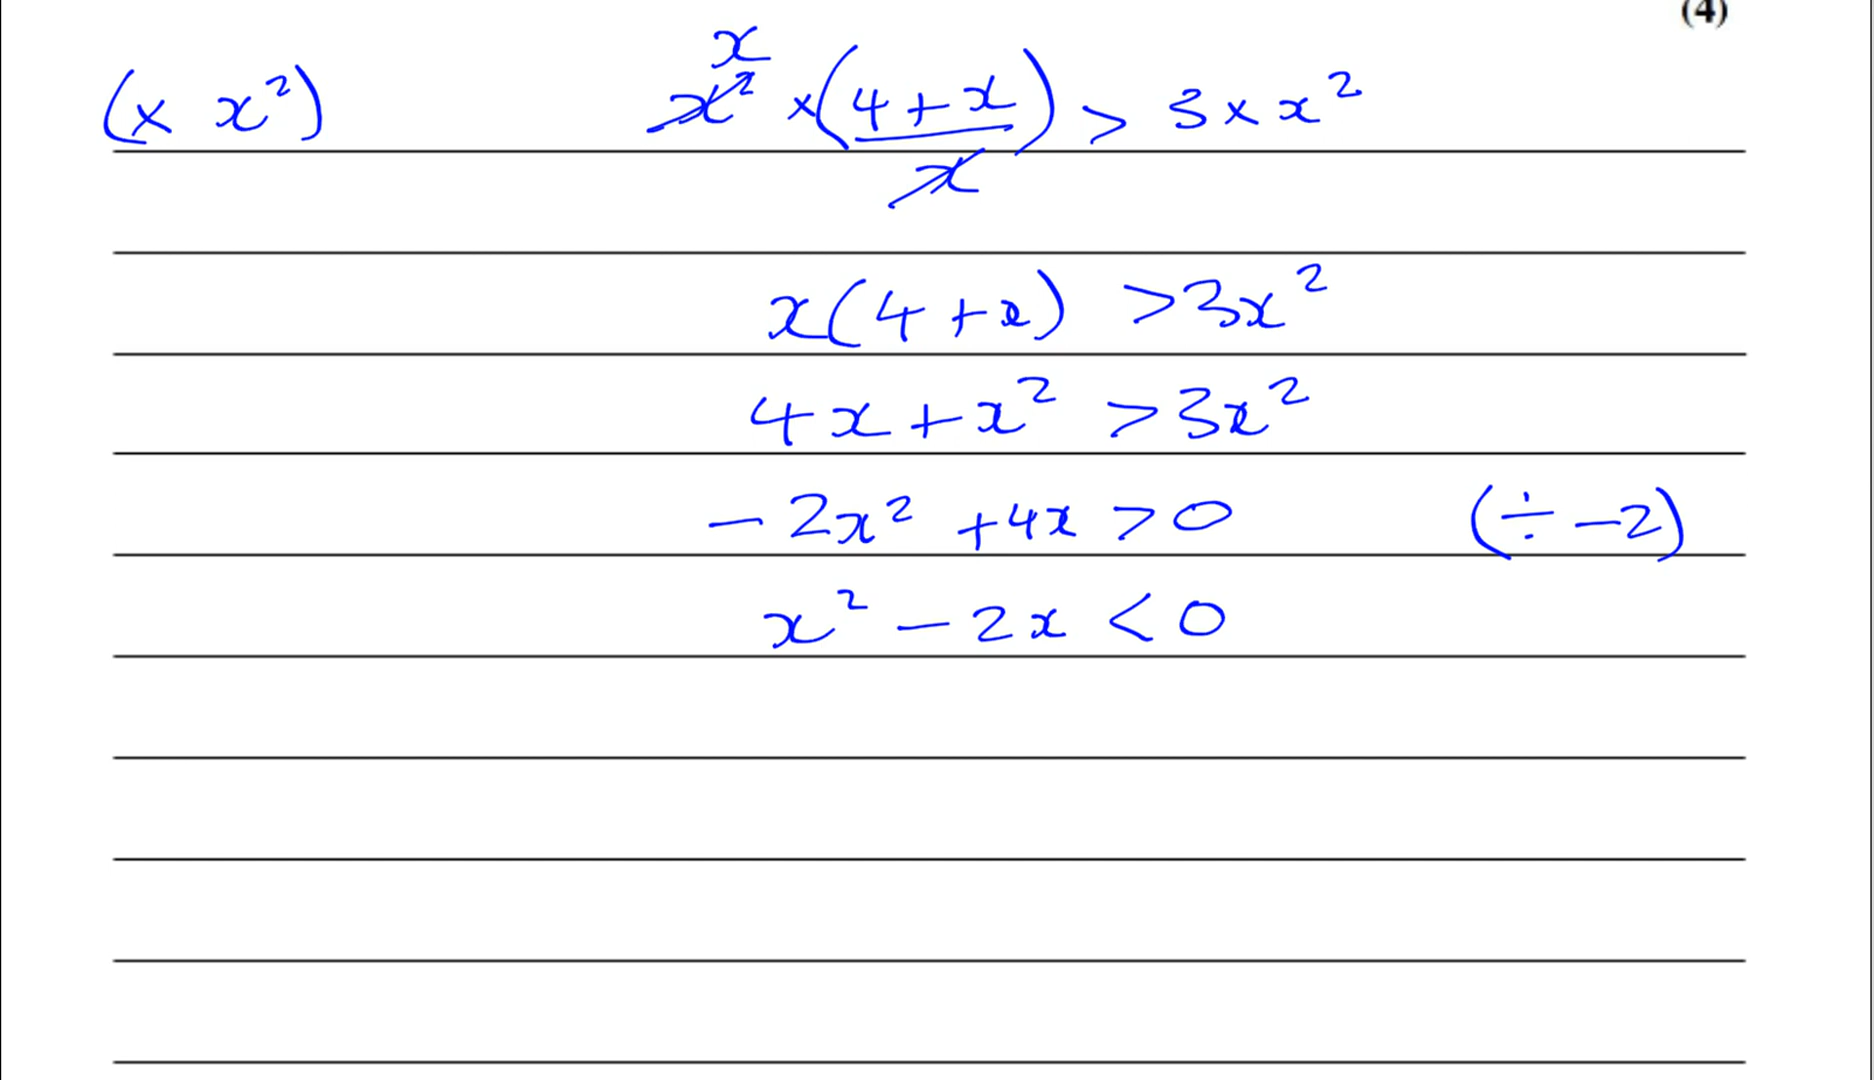 (4)
(× x²) x x² × (4 + x)/x > 3 × x²
x(4 + x) > 3x²
4x + x² > 3x²
− 2x² + 4x > 0 (÷ −2)
x² − 2x < 0